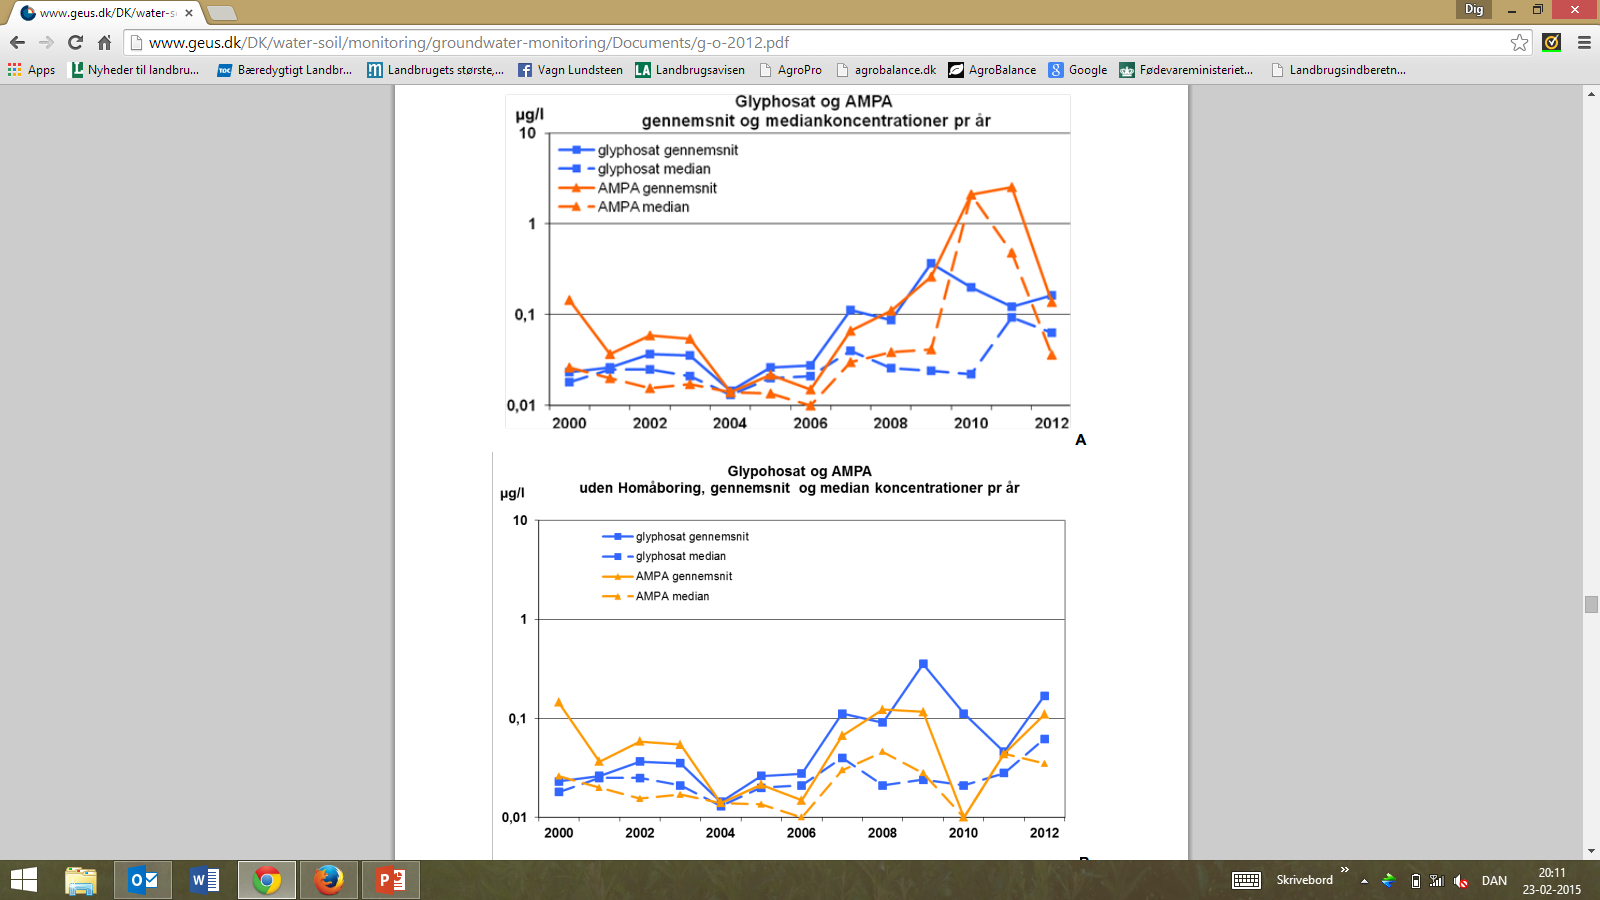 www.geus.dk/DK/water-s
Dig
www.geus.dk/DK/water-soil/monitoring/groundwater-monitoring/Documents/g-o-2012.pdf
Apps Nyheder til landbru... Bæredygtigt Landbr... Landbrugets største,... Vagn Lundsteen Landbrugsavisen AgroPro agrobalance.dk AgroBalance Google Fødevareministeriet... Landbrugsindberetn...
Glyphosat og AMPA
gennemsnit og mediankoncentrationer pr år
µg/l
10
glyphosat gennemsnit
glyphosat median
AMPA gennemsnit
AMPA median
1
0,1
0,01
2000 2002 2004 2006 2008 2010 2012
A
Glypohosat og AMPA
uden Homåboring, gennemsnit og median koncentrationer pr år
µg/l
10
glyphosat gennemsnit
glyphosat median
AMPA gennemsnit
AMPA median
1
0,1
0,01
2000 2002 2004 2006 2008 2010 2012
Skrivebord
DAN
20:11
23-02-2015